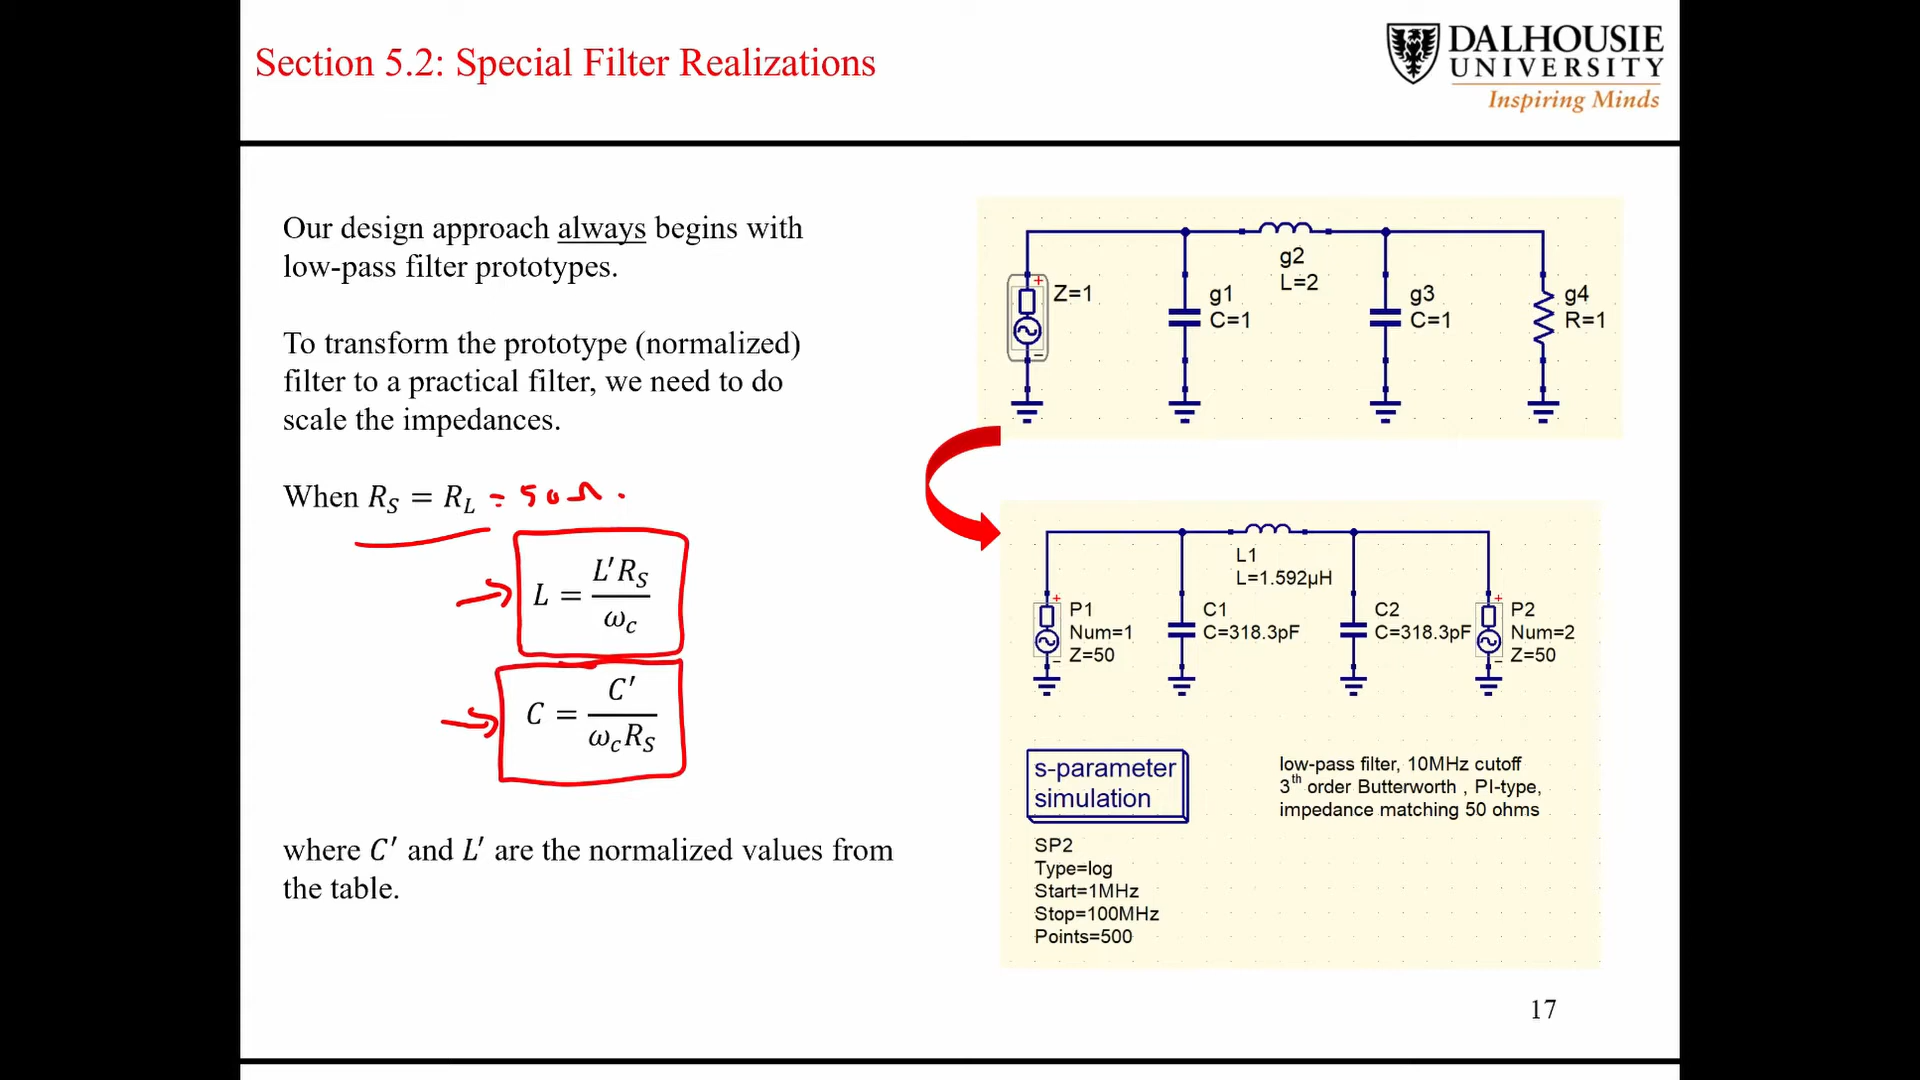 Section 5.2: Special Filter Realizations
DALHOUSIE
UNIVERSITY
Inspiring Minds
Our design approach always begins with
low-pass filter prototypes.
To transform the prototype (normalized)
filter to a practical filter, we need to do
scale the impedances.
When R_S = R_L = 50Ω.
L = L′R_S / ω_c
C = C′ / ω_cR_S
where C′ and L′ are the normalized values from
the table.
Z=1
g1
C=1
g2
L=2
g3
C=1
g4
R=1
L1
L=1.592µH
P1
Num=1
Z=50
C1
C=318.3pF
C2
C=318.3pF
P2
Num=2
Z=50
s-parameter
simulation
SP2
Type=log
Start=1MHz
Stop=100MHz
Points=500
low-pass filter, 10MHz cutoff
3th order Butterworth , PI-type,
impedance matching 50 ohms
17